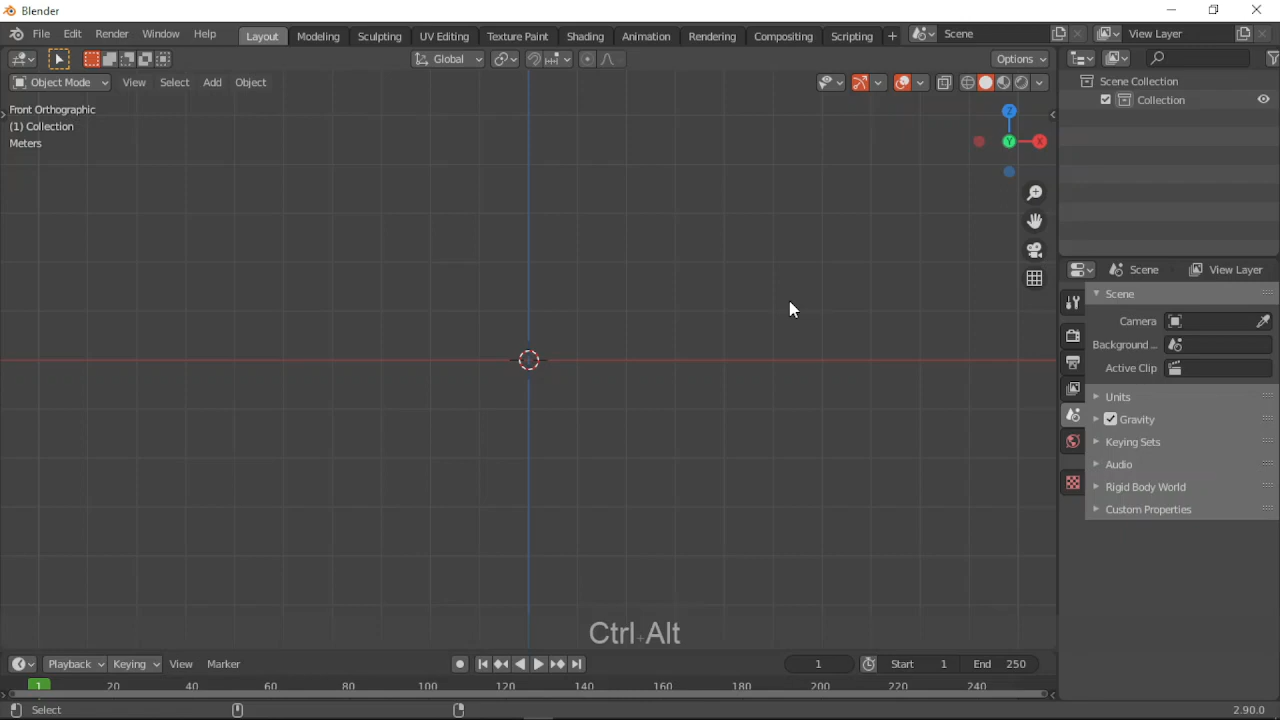 Blender
File Edit Render Window Help Layout Modeling Sculpting UV Editing Texture Paint Shading Animation Rendering Compositing Scripting + Scene View Layer
Global Options
Object Mode View Select Add Object
Front Orthographic
(1) Collection
Meters
Z
Y X
Scene Collection
Collection
Scene View Layer
Scene
Camera
Background ...
Active Clip
Units
Gravity
Keying Sets
Audio
Rigid Body World
Custom Properties
Ctrl+Alt
Playback Keying View Marker 1 Start 1 End 250
1 20 40 60 80 100 120 140 160 180 200 220 240
Select 2.90.0